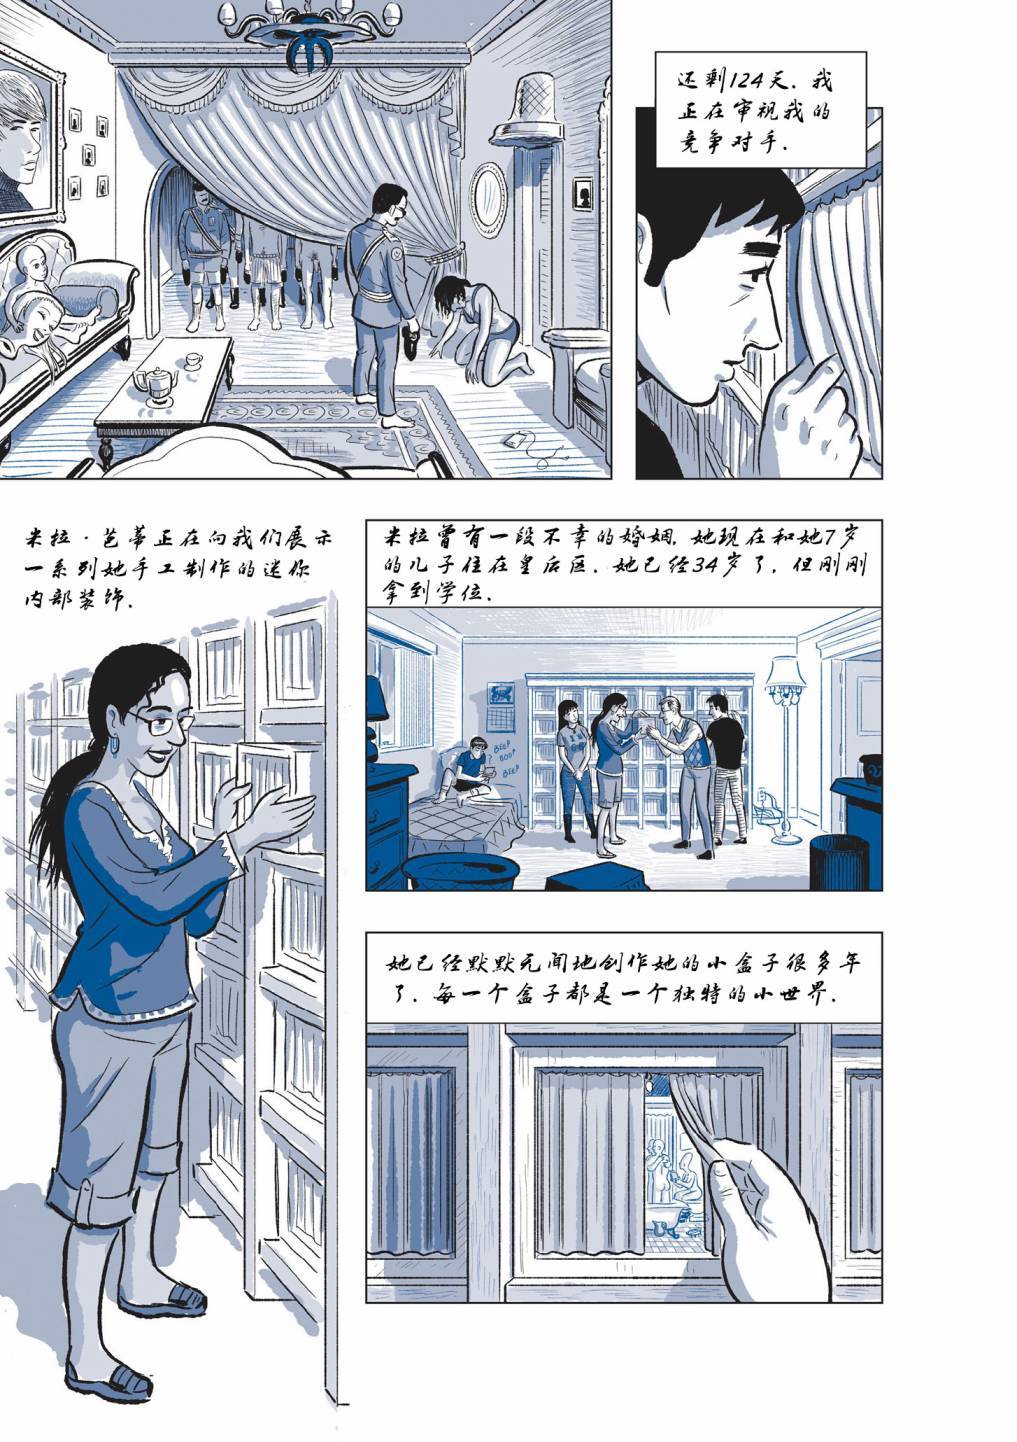 还剩124天. 我
正在审视我的
竞争对手.
米拉·芭蒂正在向我们展示
一系列她手工制作的迷你
内部装饰.
米拉曾有一段不幸的婚姻, 她现在和她7岁
的儿子住在皇后区. 她已经34岁了, 但刚刚
拿到学位.
BEEP
BOOP
BEEP
她已经默默无闻地创作她的小盒子很多年
了. 每一个盒子都是一个独特的小世界.